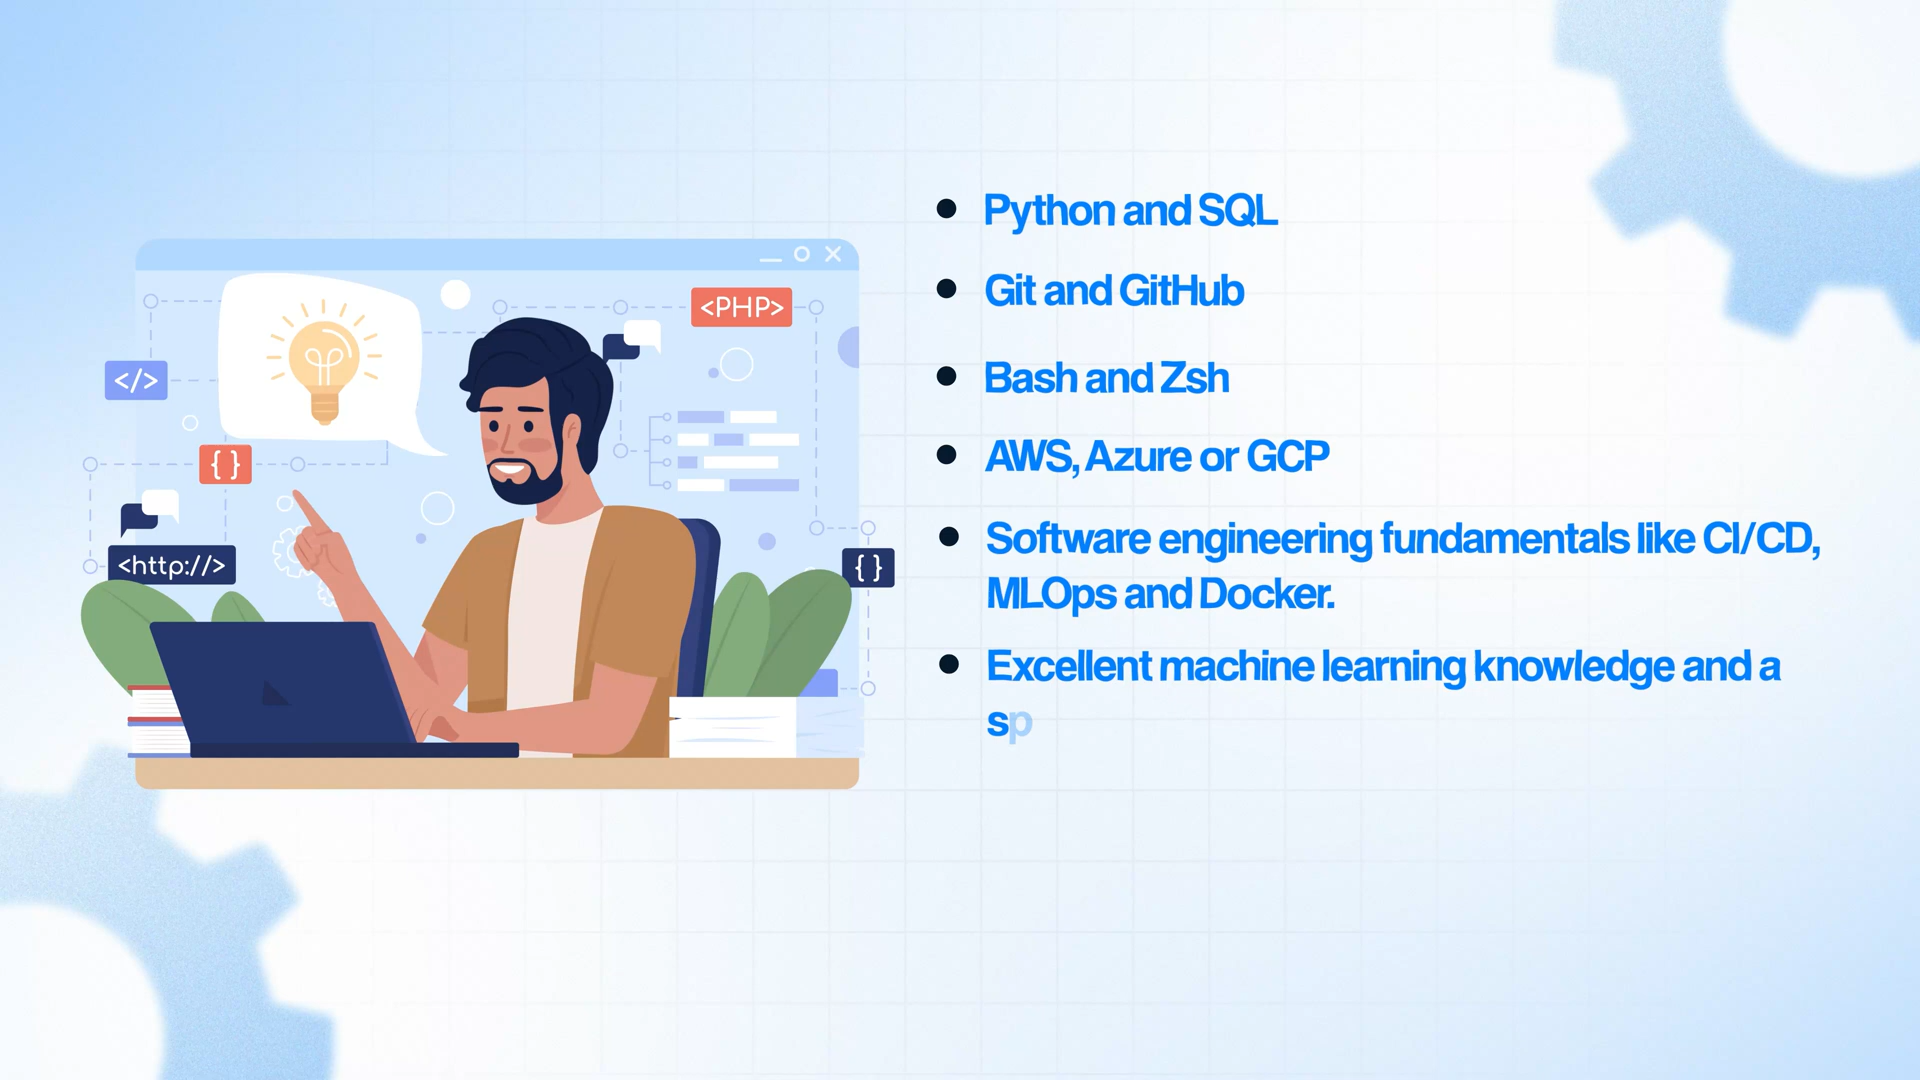 Python and SQL
Git and GitHub
Bash and Zsh
AWS, Azure or GCP
Software engineering fundamentals like CI/CD,
MLOps and Docker.
Excellent machine learning knowledge and a
sp
<PHP>
</>
{ }
<http://>
{ }